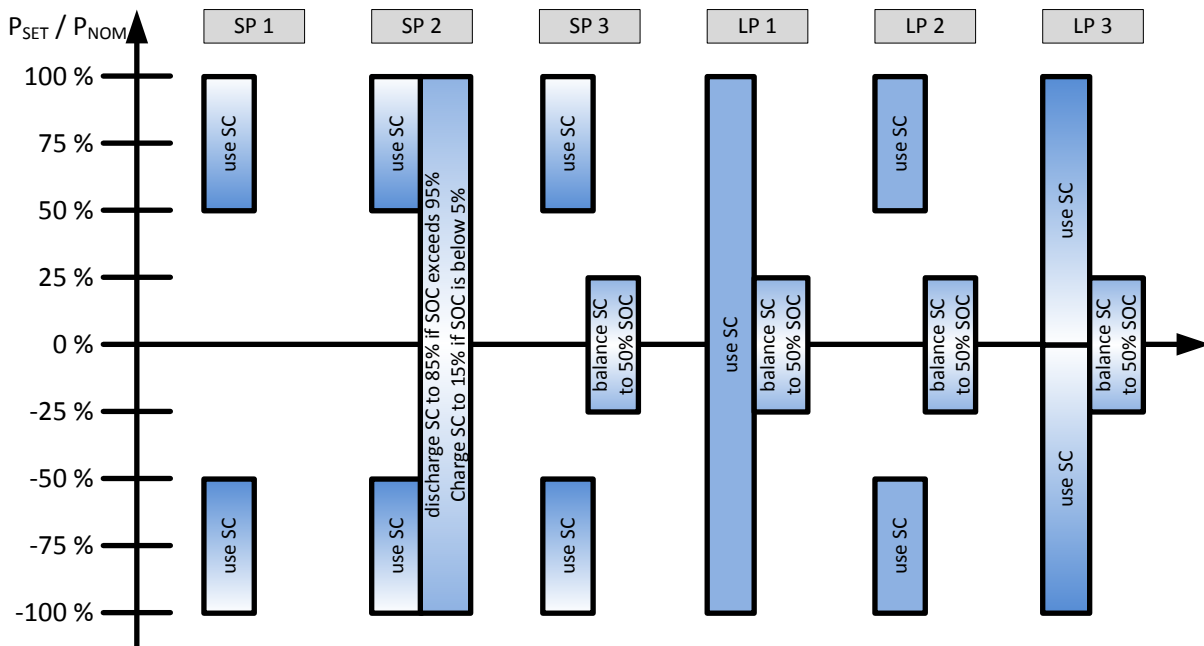 P_SET / P_NOM SP 1 SP 2 SP 3 LP 1 LP 2 LP 3
100 %
75 %
50 %
25 %
0 %
-25 %
-50 %
-75 %
-100 %
use SC
use SC
use SC
use SC
discharge SC to 85% if SOC exceeds 95%
Charge SC to 15% if SOC is below 5%
use SC
balance SC
to 50% SOC
use SC
use SC
balance SC
to 50% SOC
use SC
balance SC
to 50% SOC
use SC
use SC
balance SC
to 50% SOC
use SC